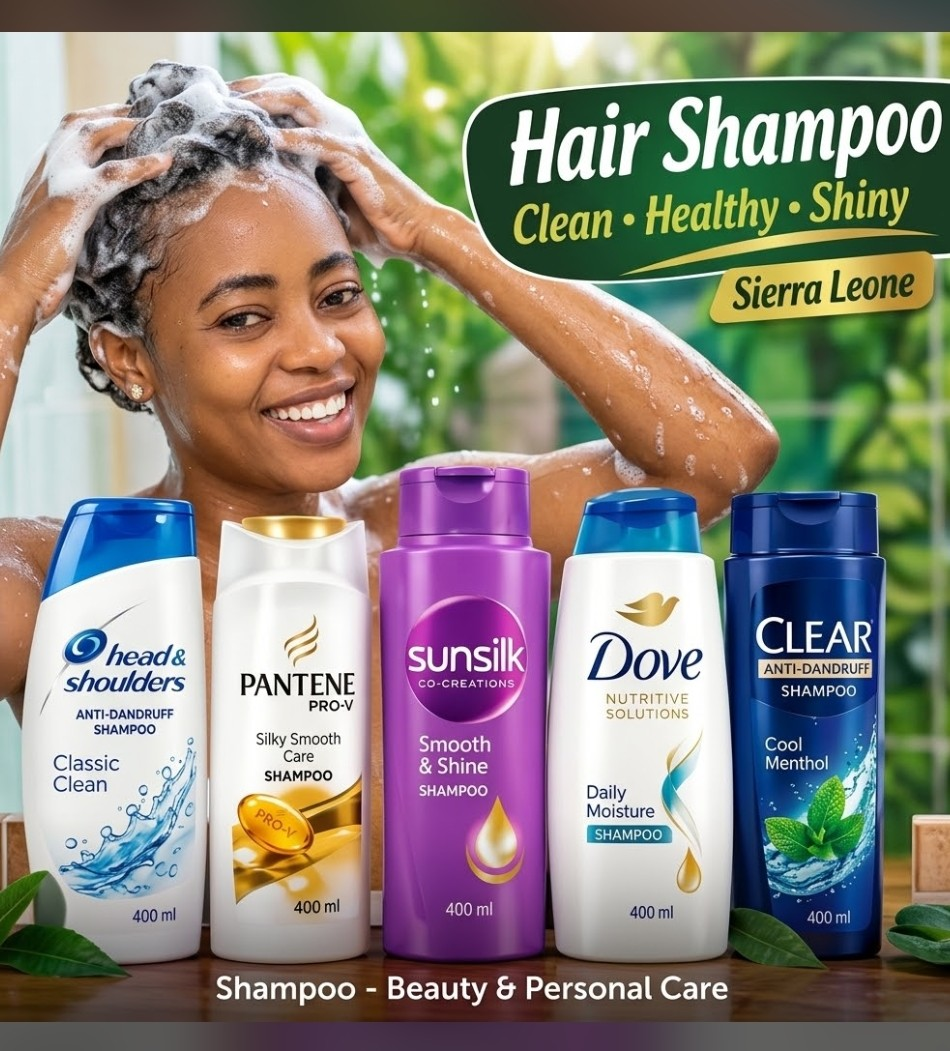 Hair Shampoo
Clean • Healthy • Shiny
Sierra Leone
head &
shoulders
ANTI-DANDRUFF
SHAMPOO
Classic
Clean
400 ml
PANTENE
PRO-V
Silky Smooth
Care
SHAMPOO
PRO-V
400 ml
sunsilk
CO-CREATIONS
Smooth
& Shine
SHAMPOO
400 ml
Dove
NUTRITIVE
SOLUTIONS
Daily
Moisture
SHAMPOO
400 ml
CLEAR
ANTI-DANDRUFF
SHAMPOO
Cool
Menthol
400 ml
Shampoo - Beauty & Personal Care